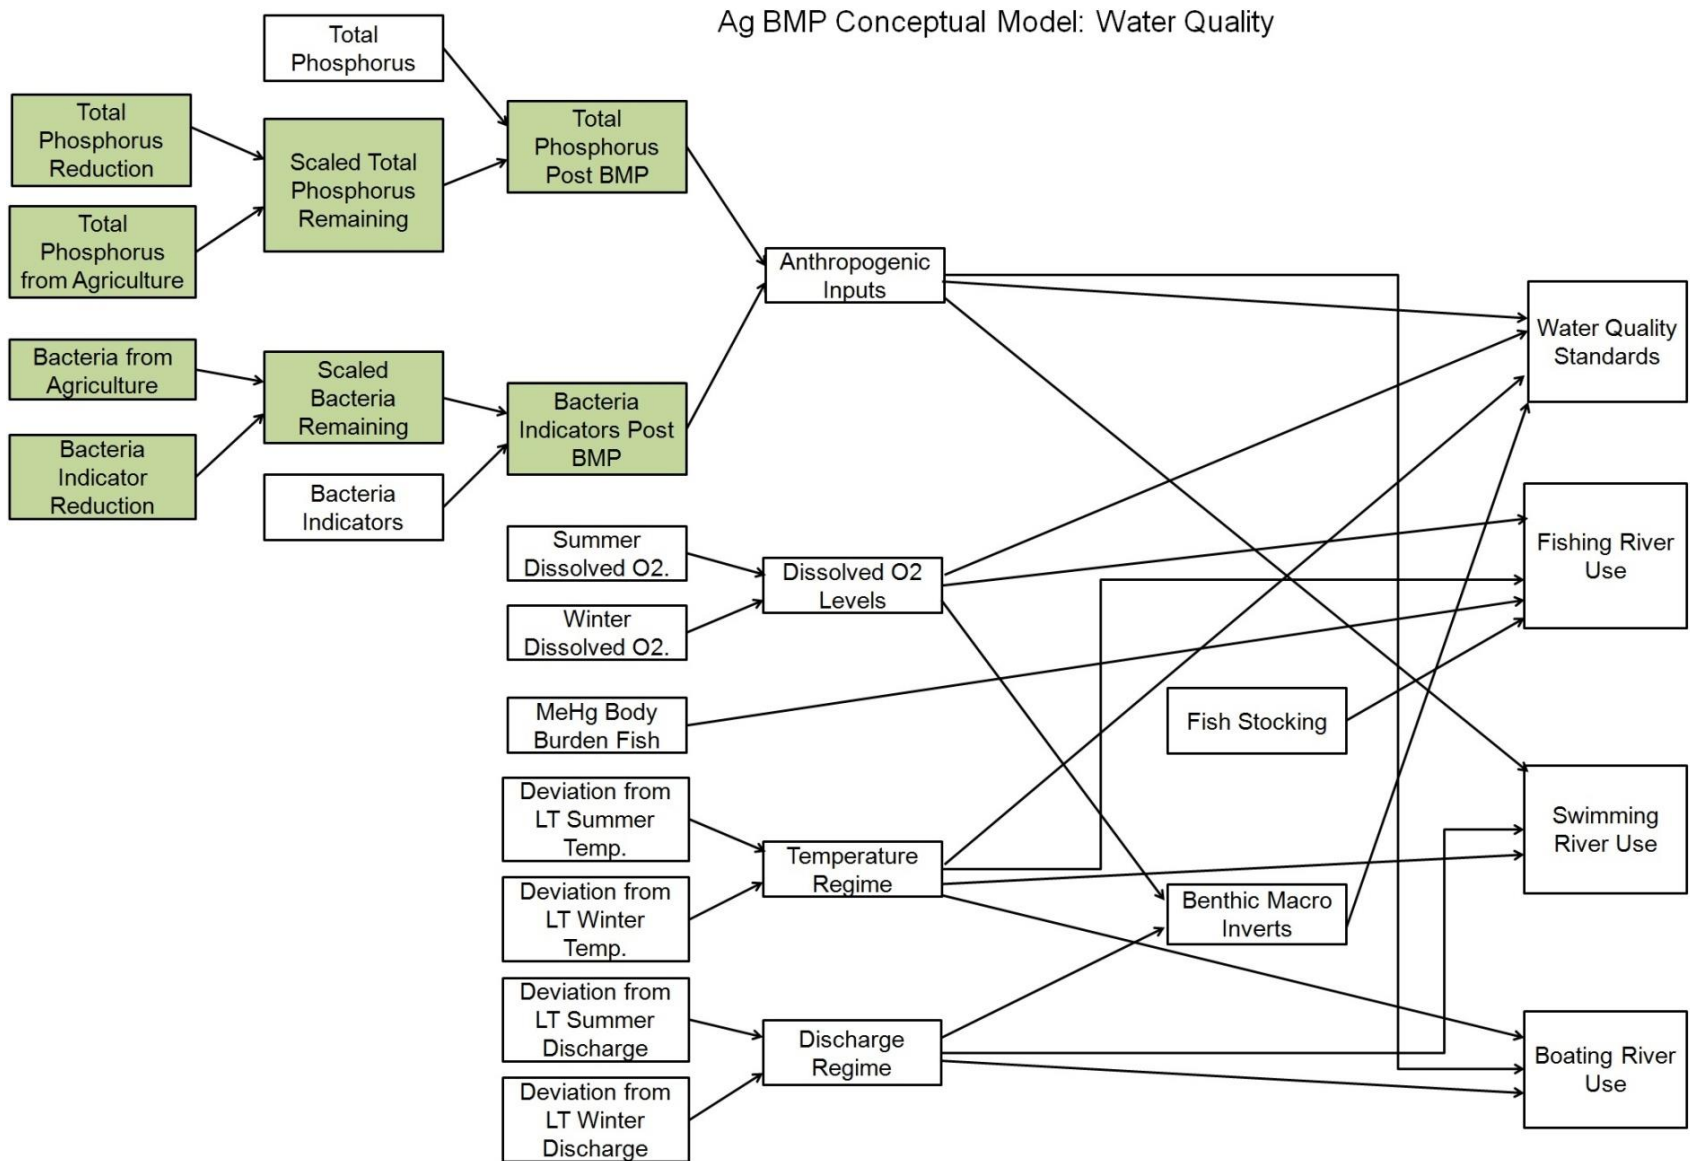 Ag BMP Conceptual Model: Water Quality
Total
Phosphorus
Total
Phosphorus
Reduction
Scaled Total
Phosphorus
Remaining
Total
Phosphorus
Post BMP
Total
Phosphorus
from Agriculture
Anthropogenic
Inputs
Water Quality
Standards
Bacteria from
Agriculture
Scaled
Bacteria
Remaining
Bacteria
Indicators Post
BMP
Bacteria
Indicator
Reduction
Bacteria
Indicators
Summer
Dissolved O2.
Dissolved O2
Levels
Fishing River
Use
Winter
Dissolved O2.
MeHg Body
Burden Fish
Fish Stocking
Deviation from
LT Summer
Temp.
Swimming
River Use
Temperature
Regime
Deviation from
LT Winter
Temp.
Benthic Macro
Inverts
Deviation from
LT Summer
Discharge
Discharge
Regime
Boating River
Use
Deviation from
LT Winter
Discharge